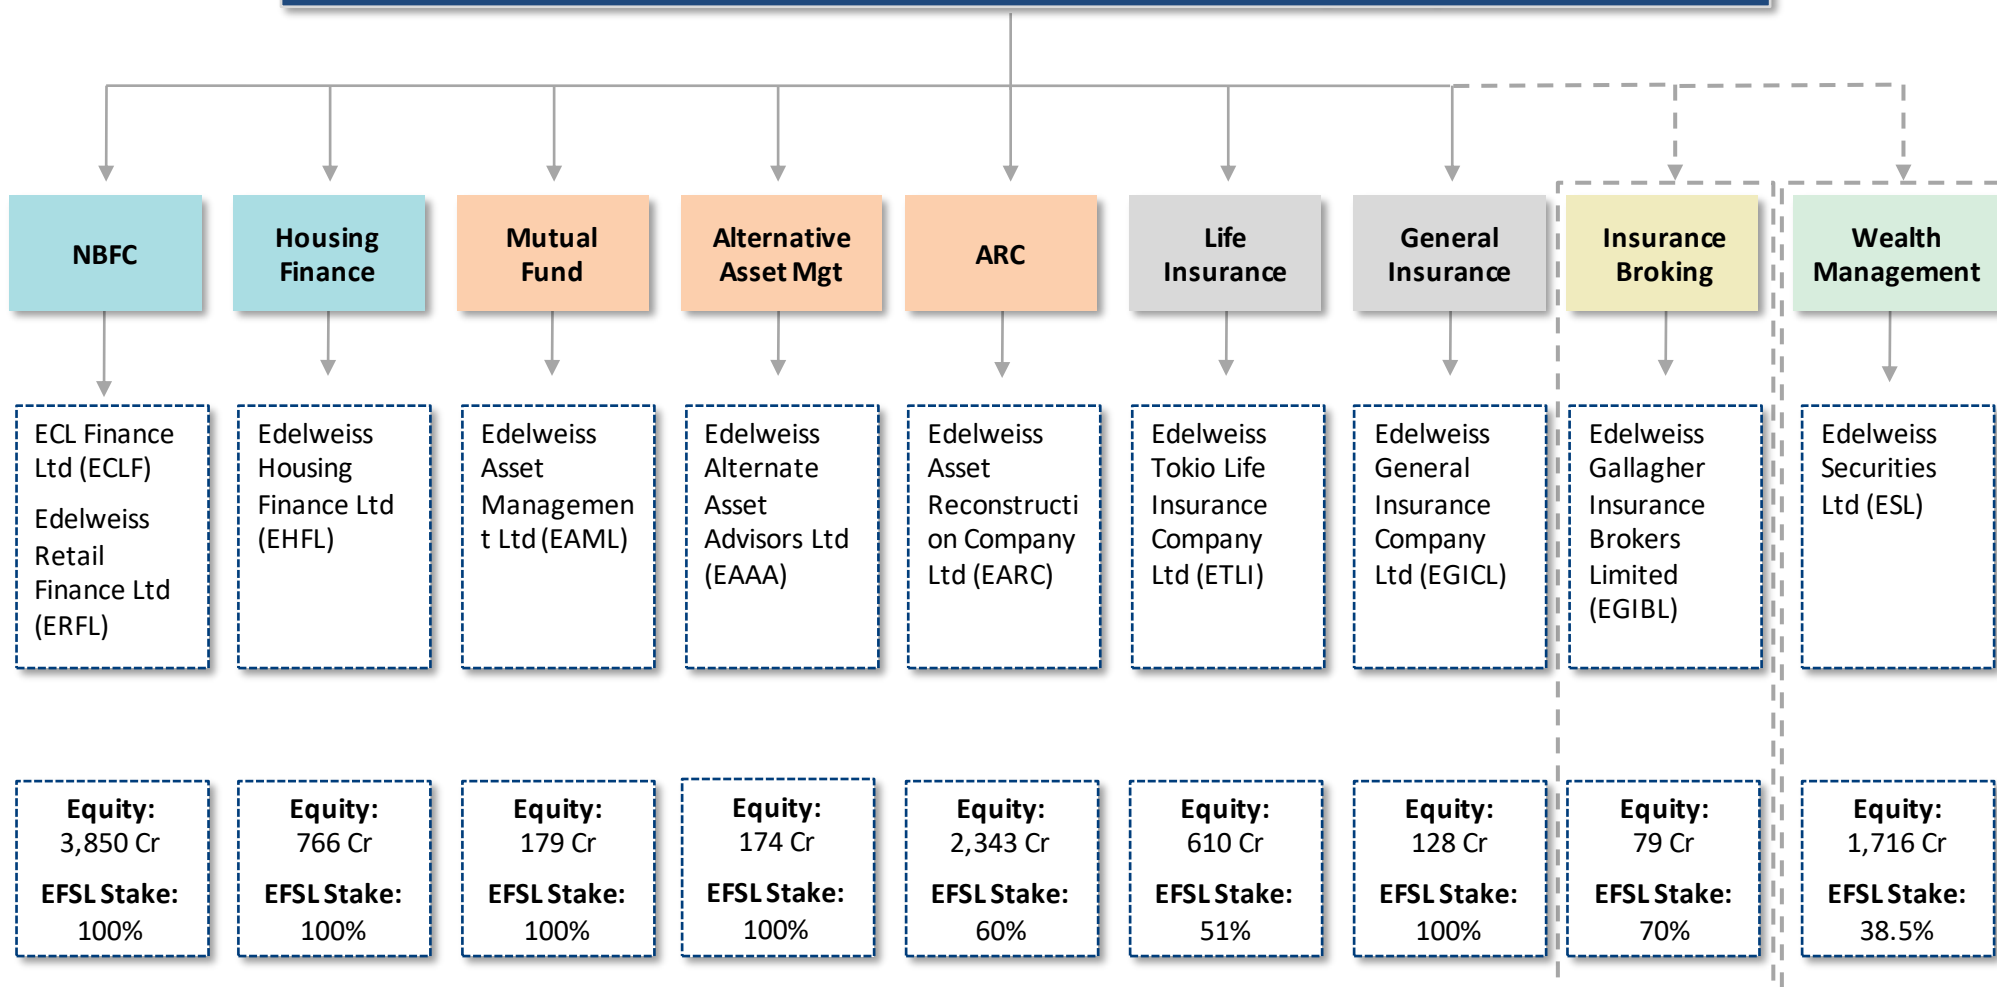 NBFC
Housing
Finance
Mutual
Fund
Alternative
Asset Mgt
ARC
Life
Insurance
General
Insurance
Insurance
Broking
Wealth
Management
ECL Finance
Ltd (ECLF)
Edelweiss
Retail
Finance Ltd
(ERFL)
Edelweiss
Housing
Finance Ltd
(EHFL)
Edelweiss
Asset
Managemen
t Ltd (EAML)
Edelweiss
Alternate
Asset
Advisors Ltd
(EAAA)
Edelweiss
Asset
Reconstructi
on Company
Ltd (EARC)
Edelweiss
Tokio Life
Insurance
Company
Ltd (ETLI)
Edelweiss
General
Insurance
Company
Ltd (EGICL)
Edelweiss
Gallagher
Insurance
Brokers
Limited
(EGIBL)
Edelweiss
Securities
Ltd (ESL)
Equity:
3,850 Cr
EFSL Stake:
100%
Equity:
766 Cr
EFSL Stake:
100%
Equity:
179 Cr
EFSL Stake:
100%
Equity:
174 Cr
EFSL Stake:
100%
Equity:
2,343 Cr
EFSL Stake:
60%
Equity:
610 Cr
EFSL Stake:
51%
Equity:
128 Cr
EFSL Stake:
100%
Equity:
79 Cr
EFSL Stake:
70%
Equity:
1,716 Cr
EFSL Stake:
38.5%